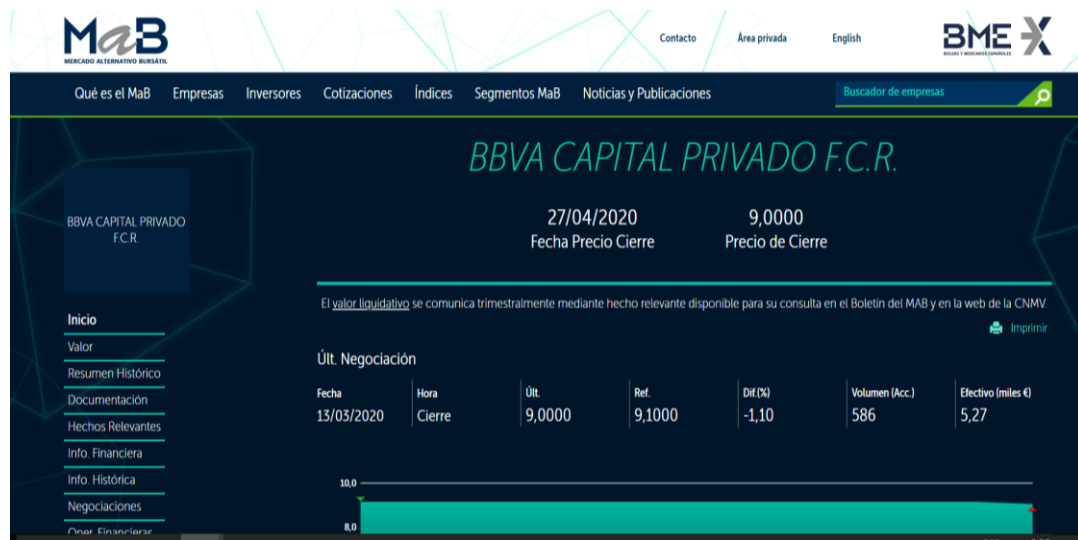 MaB
MERCADO ALTERNATIVO BURSÁTIL
Contacto Área privada English
BME X
BOLSAS Y MERCADOS ESPAÑOLES
Qué es el MaB Empresas Inversores Cotizaciones Índices Segmentos MaB Noticias y Publicaciones Buscador de empresas
BBVA CAPITAL PRIVADO F.C.R.
BBVA CAPITAL PRIVADO
F.C.R.
27/04/2020 9,0000
Fecha Precio Cierre Precio de Cierre
El valor liquidativo se comunica trimestralmente mediante hecho relevante disponible para su consulta en el Boletín del MAB y en la web de la CNMV.
Imprimir
Inicio
Valor
Resumen Histórico
Documentación
Hechos Relevantes
Info. Financiera
Info. Histórica
Negociaciones
Oper. Financieras
Últ. Negociación
Fecha Hora Últ. Ref. Dif.(%) Volumen (Acc.) Efectivo (miles €)
13/03/2020 Cierre 9,0000 9,1000 -1,10 586 5,27
10,0
8,0